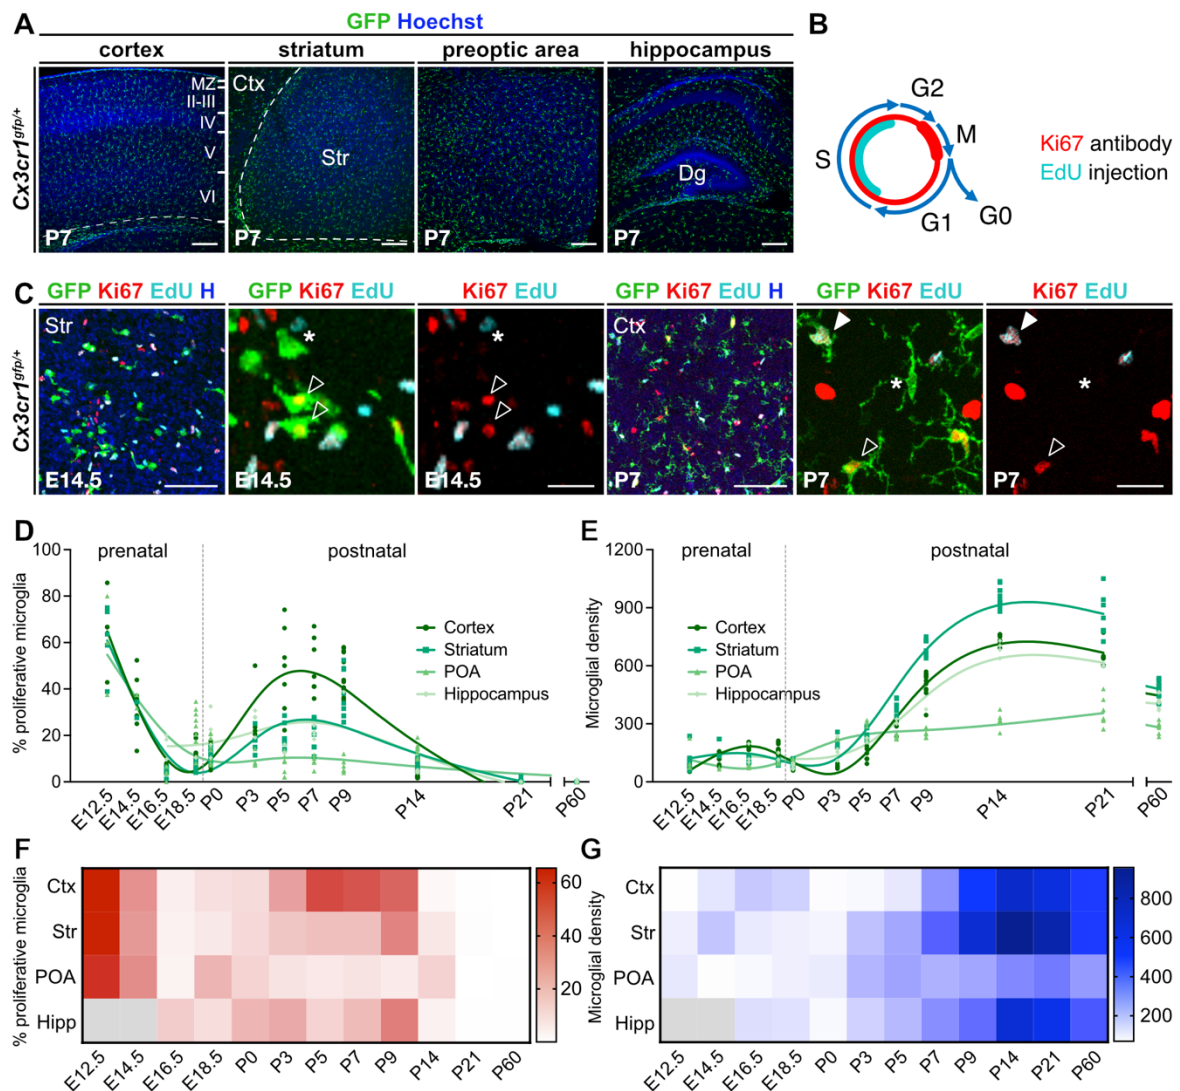 A
GFP Hoechst
B
cortex striatum preoptic area hippocampus
Cx3cr1gfp/+
MZ
II-III
IV
V
VI
P7
Ctx
Str
P7
P7
Dg
P7
G2
M
S
G1
G0
Ki67 antibody
EdU injection
C
GFP Ki67 EdU H
GFP Ki67 EdU
Ki67 EdU
GFP Ki67 EdU H
GFP Ki67 EdU
Ki67 EdU
Cx3cr1gfp/+
Str
E14.5
*
E14.5
*
E14.5
Ctx
P7
*
P7
*
P7
D
% proliferative microglia
prenatal postnatal
100
80
60
40
20
0
Cortex
Striatum
POA
Hippocampus
E12.5 E14.5 E16.5 E18.5 P0 P3 P5 P7 P9 P14 P21 P60
E
Microglial density
prenatal postnatal
1200
900
600
300
0
Cortex
Striatum
POA
Hippocampus
E12.5 E14.5 E16.5 E18.5 P0 P3 P5 P7 P9 P14 P21 P60
F
% proliferative microglia
Ctx
Str
POA
Hipp
E12.5 E14.5 E16.5 E18.5 P0 P3 P5 P7 P9 P14 P21 P60
60
40
20
G
Microglial density
Ctx
Str
POA
Hipp
E12.5 E14.5 E16.5 E18.5 P0 P3 P5 P7 P9 P14 P21 P60
800
600
400
200